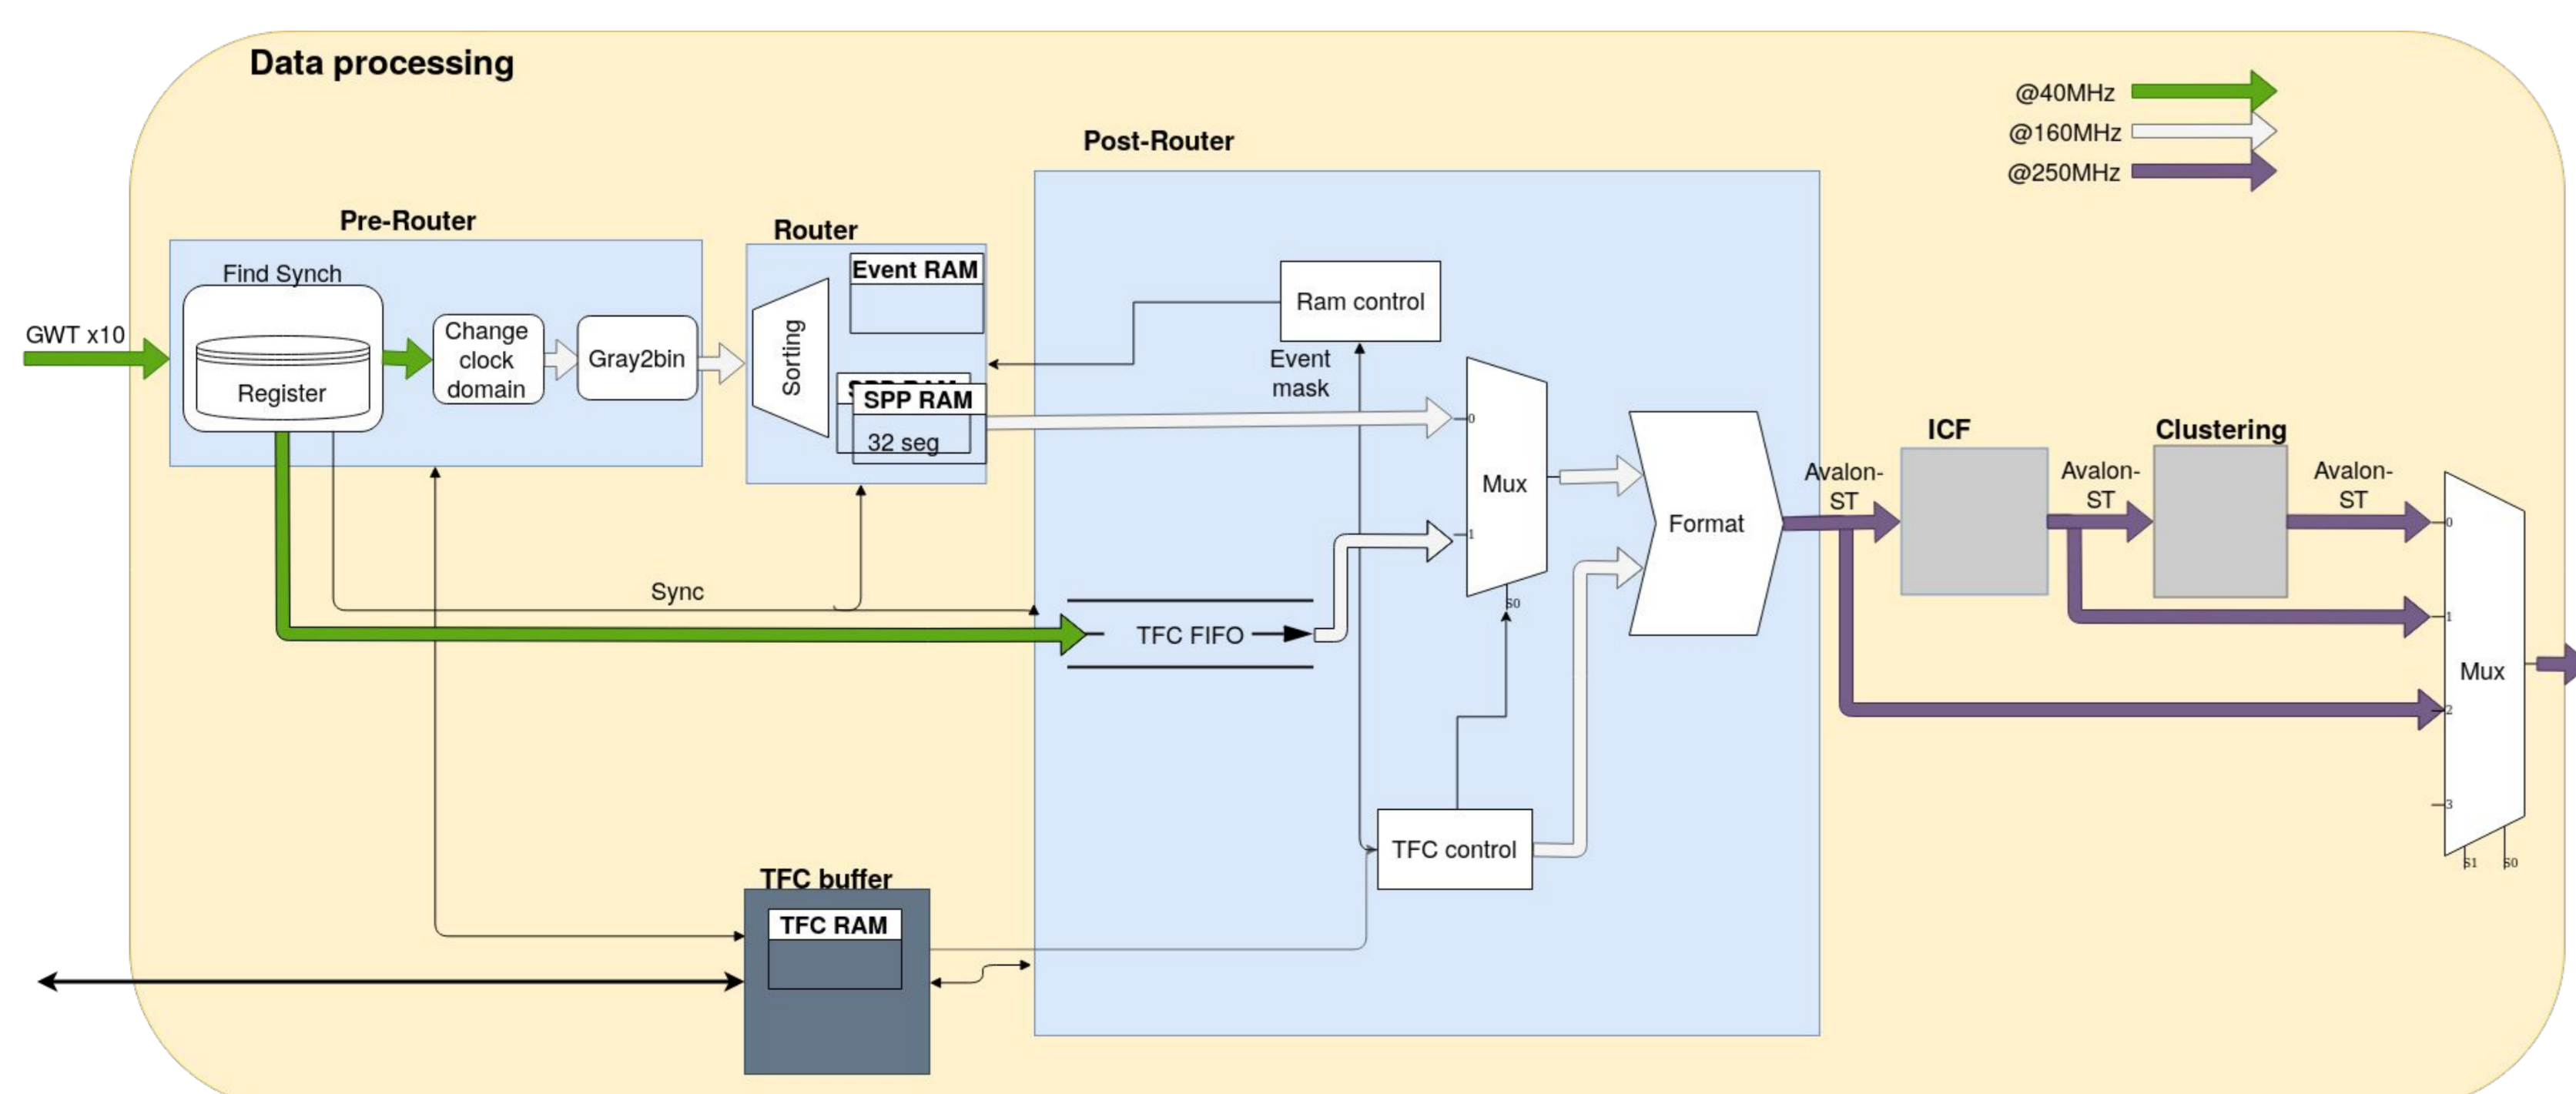 Data processing
@40MHz
@160MHz
@250MHz
Post-Router
Pre-Router
Router
Find Synch
Register
GWT x10
Change
clock
domain
Gray2bin
Sorting
Event RAM
SPP RAM
SPP RAM
32 seg
Ram control
Event
mask
0
1
Mux
S0
Format
Sync
TFC FIFO
TFC control
TFC buffer
TFC RAM
Avalon-
ST
ICF
Avalon-
ST
Clustering
Avalon-
ST
0
1
2
3
Mux
S1
S0